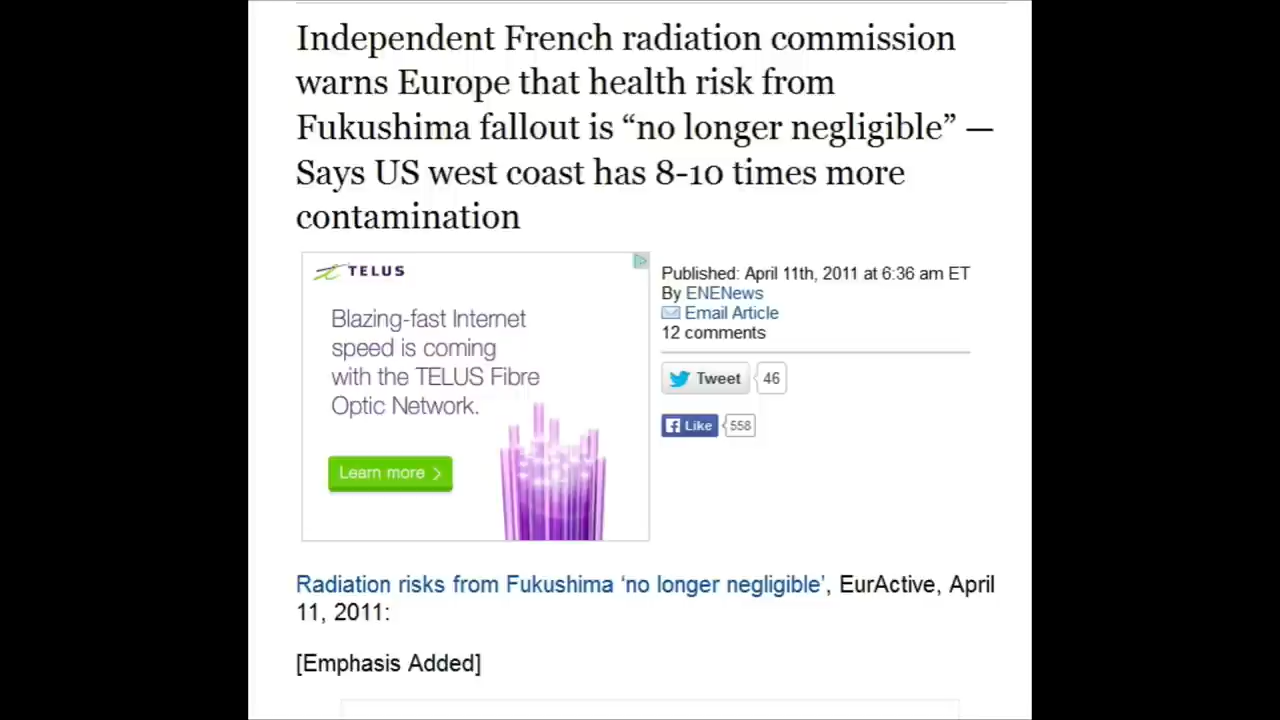 Independent French radiation commission
warns Europe that health risk from
Fukushima fallout is “no longer negligible” —
Says US west coast has 8-10 times more
contamination
TELUS
Blazing-fast Internet
speed is coming
with the TELUS Fibre
Optic Network.
Learn more >
Published: April 11th, 2011 at 6:36 am ET
By ENENews
Email Article
12 comments
Tweet 46
Like 558
Radiation risks from Fukushima ‘no longer negligible’, EurActive, April
11, 2011:
[Emphasis Added]